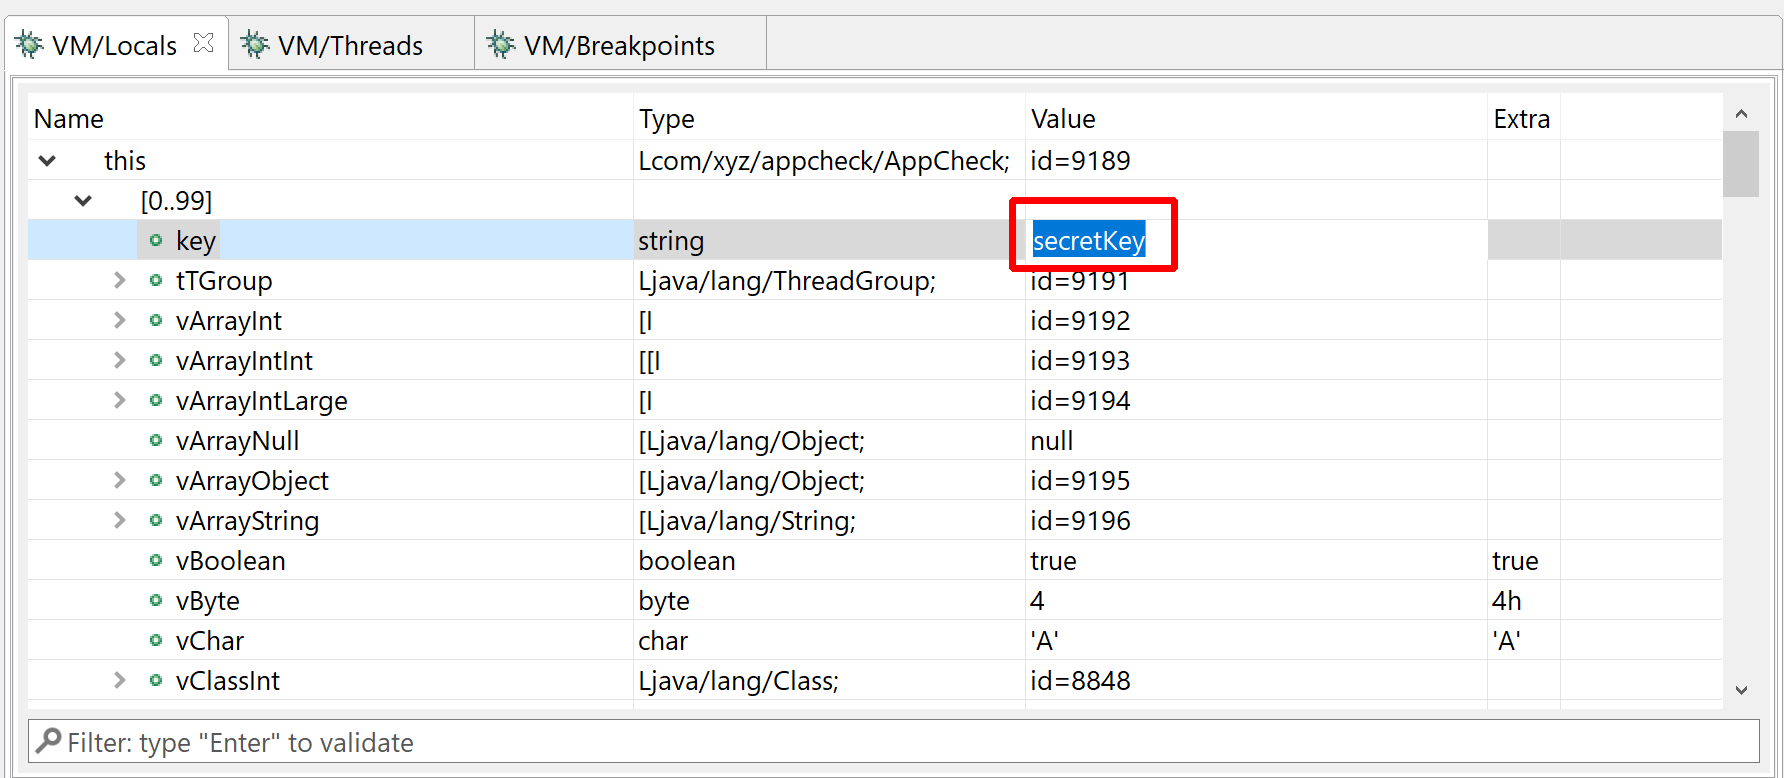 VM/Locals VM/Threads VM/Breakpoints
Name Type Value Extra
this Lcom/xyz/appcheck/AppCheck; id=9189
[0..99]
key string secretKey
tTGroup Ljava/lang/ThreadGroup; id=9191
vArrayInt [I id=9192
vArrayIntInt [[I id=9193
vArrayIntLarge [I id=9194
vArrayNull [Ljava/lang/Object; null
vArrayObject [Ljava/lang/Object; id=9195
vArrayString [Ljava/lang/String; id=9196
vBoolean boolean true true
vByte byte 4 4h
vChar char 'A' 'A'
vClassInt Ljava/lang/Class; id=8848
Filter: type "Enter" to validate